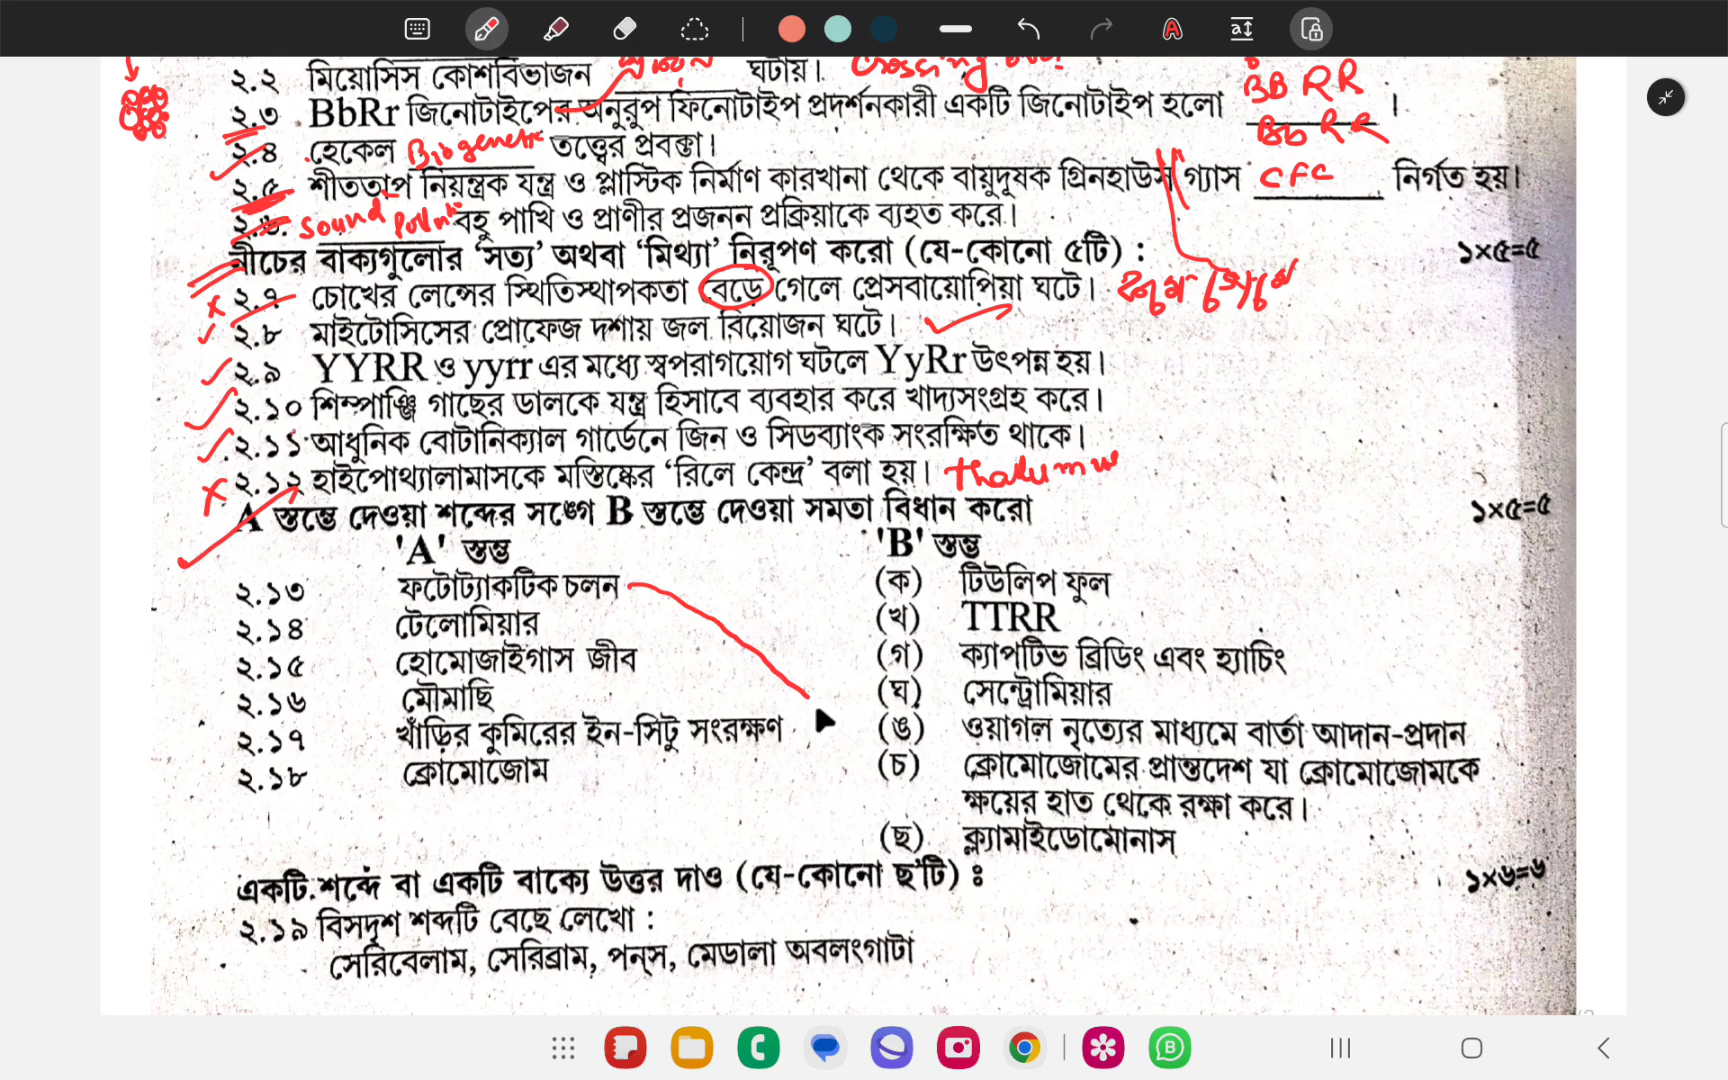 ২.২ মিয়োসিস কোশবিভাজন ঘটায়। Crossing over
BB RR
২.৩ BbRr জিনোটাইপের অনুরূপ ফিনোটাইপ প্রদর্শনকারী একটি জিনোটাইপ হলো ।
Bb RR
২.৪ হেকেল Biogenetic তত্ত্বের প্রবক্তা।
২.৫ শীততাপ নিয়ন্ত্রক যন্ত্র ও প্লাস্টিক নির্মাণ কারখানা থেকে বায়ুদূষক গ্রিনহাউস গ্যাস CFC নির্গত হয়।
২.৬ Sound বহু পাখি ও প্রাণীর প্রজনন প্রক্রিয়াকে ব্যহত করে।
নীচের বাক্যগুলোর ‘সত্য’ অথবা ‘মিথ্যা’ নিরূপণ করো (যে-কোনো ৫টি) : ১×৫=৫
২.৭ চোখের লেন্সের স্থিতিস্থাপকতা বেড়ে গেলে প্রেসবায়োপিয়া ঘটে।
২.৮ মাইটোসিসের প্রোফেজ দশায় জল বিয়োজন ঘটে।
২.৯ YYRR ও yyrr এর মধ্যে স্বপরাগযোগ ঘটলে YyRr উৎপন্ন হয়।
২.১০ শিম্পাঞ্জি গাছের ডালকে যন্ত্র হিসাবে ব্যবহার করে খাদ্যসংগ্রহ করে।
২.১১ আধুনিক বোটানিক্যাল গার্ডেনে জিন ও সিডব্যাংক সংরক্ষিত থাকে।
২.১২ হাইপোথ্যালামাসকে মস্তিষ্কের ‘রিলে কেন্দ্র’ বলা হয়।
A স্তম্ভে দেওয়া শব্দের সঙ্গে B স্তম্ভে দেওয়া সমতা বিধান করো ১×৫=৫
'A' স্তম্ভ 'B' স্তম্ভ
২.১৩ ফটোট্যাকটিক চলন (ক) টিউলিপ ফুল
২.১৪ টেলোমিয়ার (খ) TTRR
২.১৫ হোমোজাইগাস জীব (গ) ক্যাপটিভ ব্রিডিং এবং হ্যাচিং
২.১৬ মৌমাছি (ঘ) সেন্ট্রোমিয়ার
২.১৭ খাঁড়ির কুমিরের ইন-সিটু সংরক্ষণ (ঙ) ওয়াগল নৃত্যের মাধ্যমে বার্তা আদান-প্রদান
২.১৮ ক্রোমোজোম (চ) ক্রোমোজোমের প্রান্তদেশ যা ক্রোমোজোমকে
ক্ষয়ের হাত থেকে রক্ষা করে।
(ছ) ক্ল্যামাইডোমোনাস
একটি শব্দে বা একটি বাক্যে উত্তর দাও (যে-কোনো ছ'টি) ঃ ১×৬=৬
২.১৯ বিসদৃশ শব্দটি বেছে লেখো :
সেরিবেলাম, সেরিব্রাম, পন্‌স, মেডালা অবলংগাটা